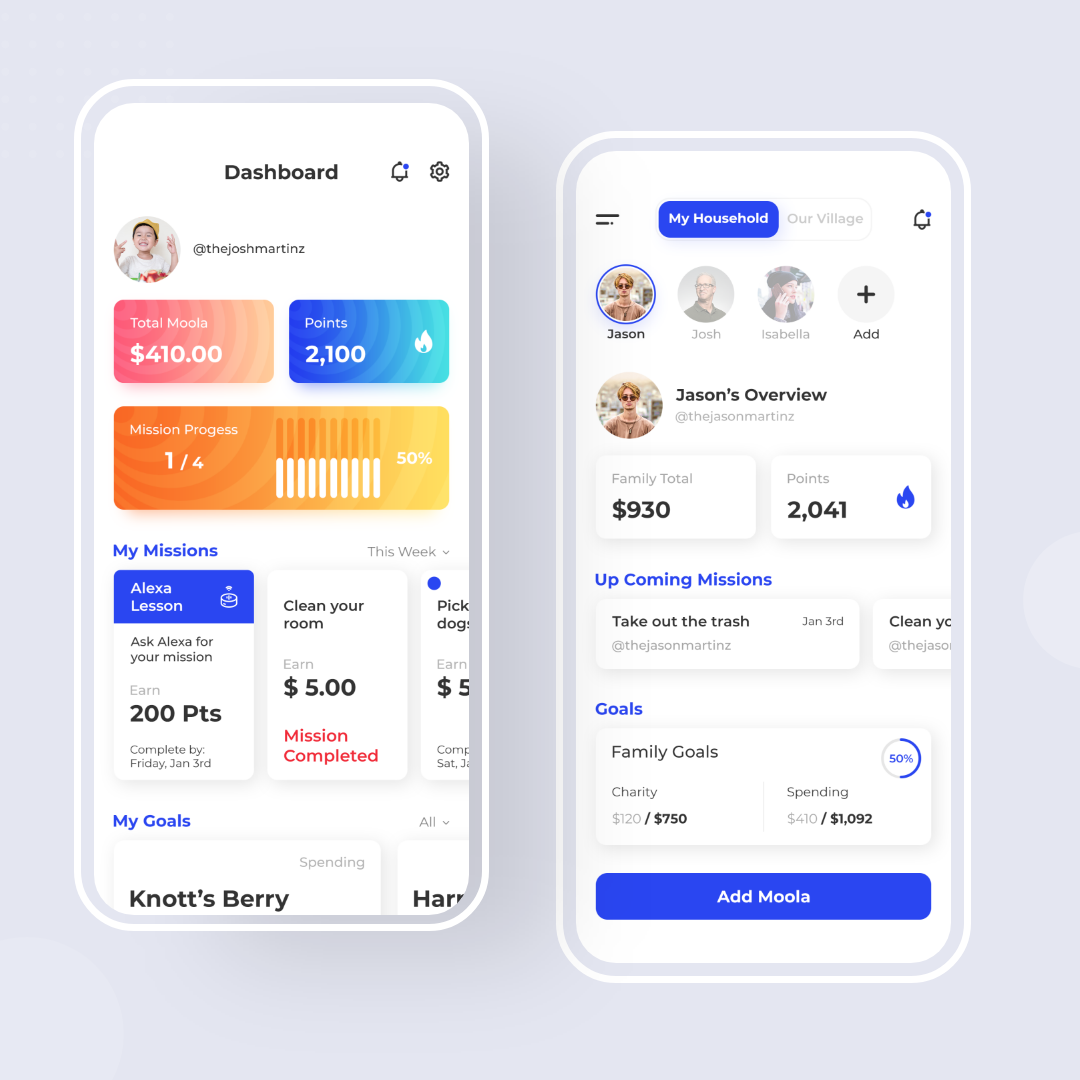 Dashboard
@thejoshmartinz
Total Moola
$410.00
Points
2,100
Mission Progess
1 / 4
50%
My Missions
This Week
Alexa
Lesson
Ask Alexa for
your mission
Earn
200 Pts
Complete by:
Friday, Jan 3rd
Clean your
room
Earn
$ 5.00
Mission
Completed
Pick
dogs
Earn
$ 5
Comp
Sat, Ja
My Goals
All
Spending
Knott's Berry
Harr
My Household
Our Village
Jason
Josh
Isabella
Add
Jason's Overview
@thejasonmartinz
Family Total
$930
Points
2,041
Up Coming Missions
Take out the trash
Jan 3rd
@thejasonmartinz
Clean yo
@thejason
Goals
Family Goals
50%
Charity
$120 / $750
Spending
$410 / $1,092
Add Moola